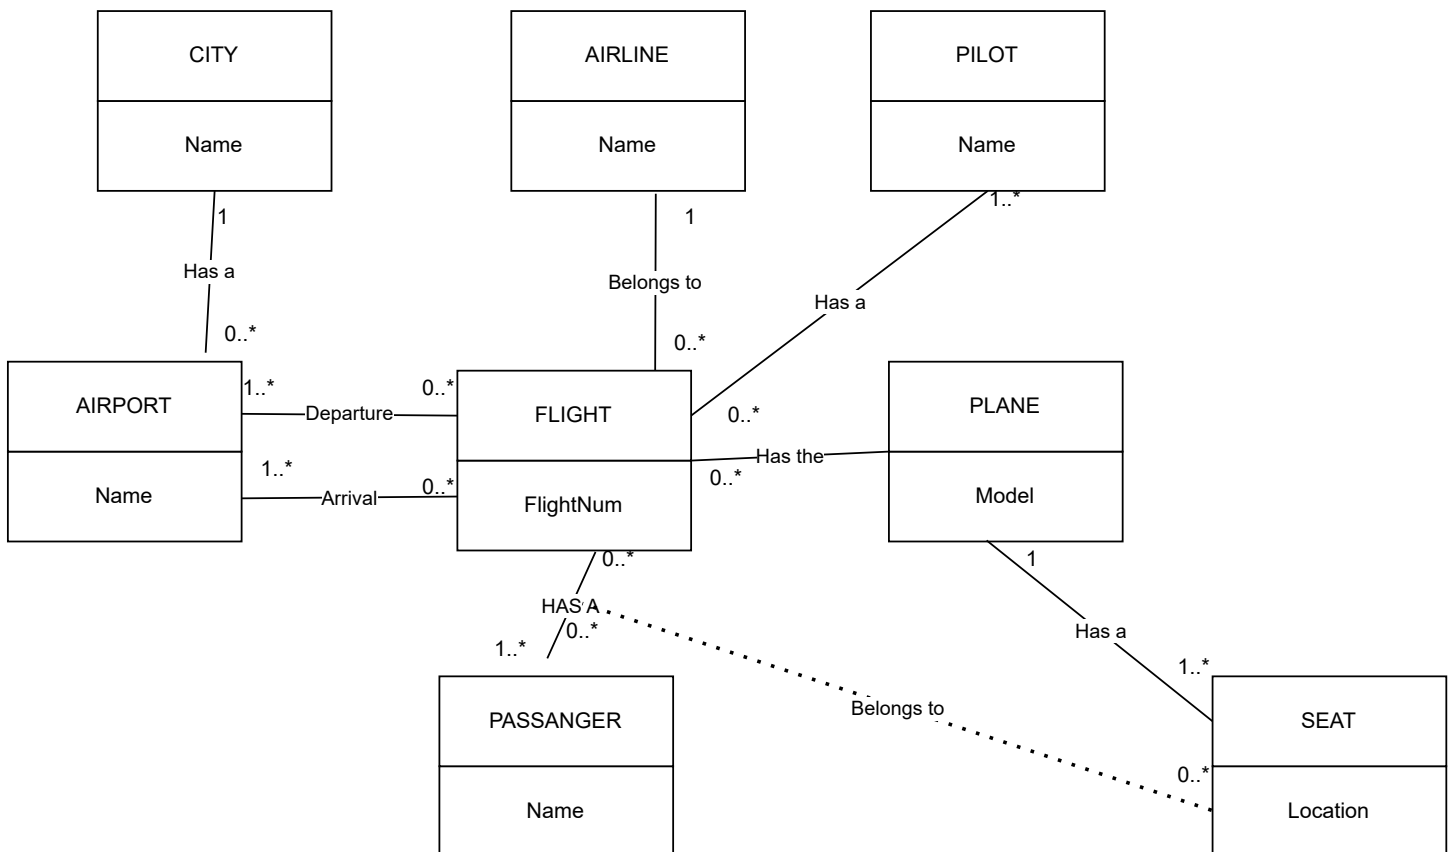 CITY
AIRLINE
PILOT
Name
Name
Name
1
1
1..*
Has a
Belongs to
Has a
0..*
0..*
AIRPORT
1..*
Departure
0..*
FLIGHT
0..*
PLANE
Name
1..*
Arrival
0..*
FlightNum
0..*
Has the
Model
0..*
HAS A
0..*
1..*
1
Has a
1..*
PASSANGER
Belongs to
SEAT
0..*
Name
Location